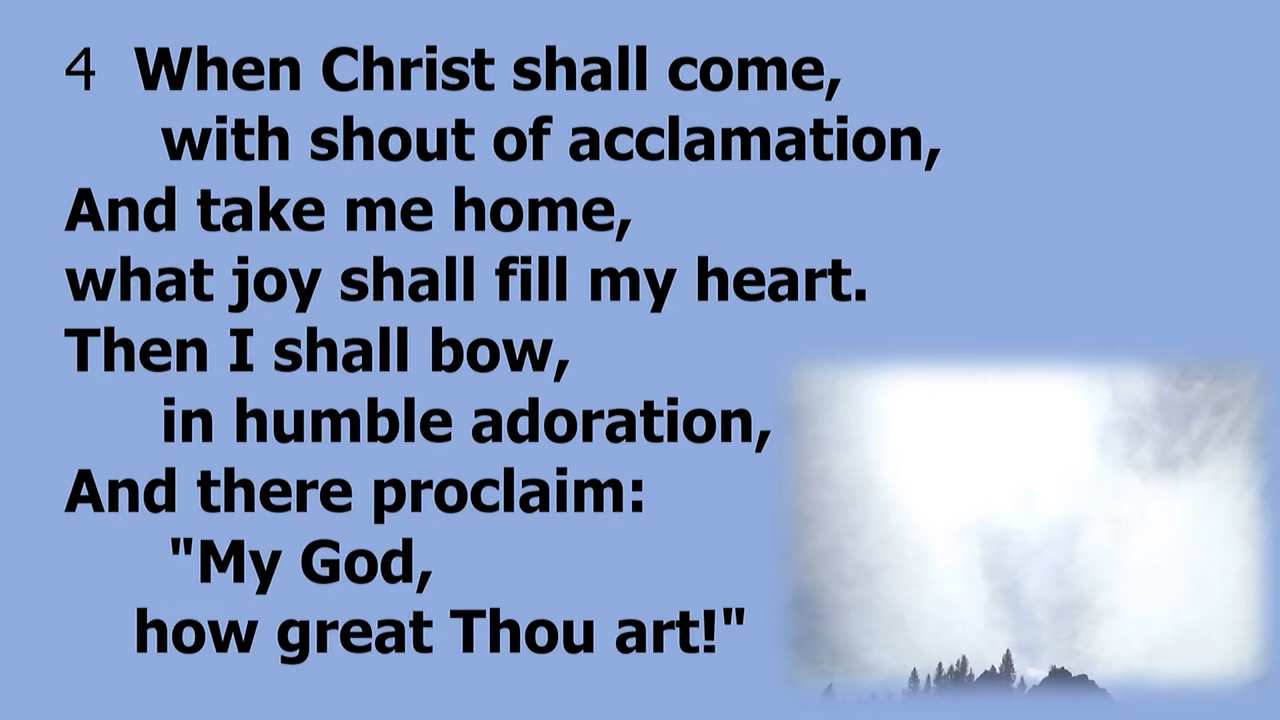 4 When Christ shall come,
with shout of acclamation,
And take me home,
what joy shall fill my heart.
Then I shall bow,
in humble adoration,
And there proclaim:
"My God,
how great Thou art!"